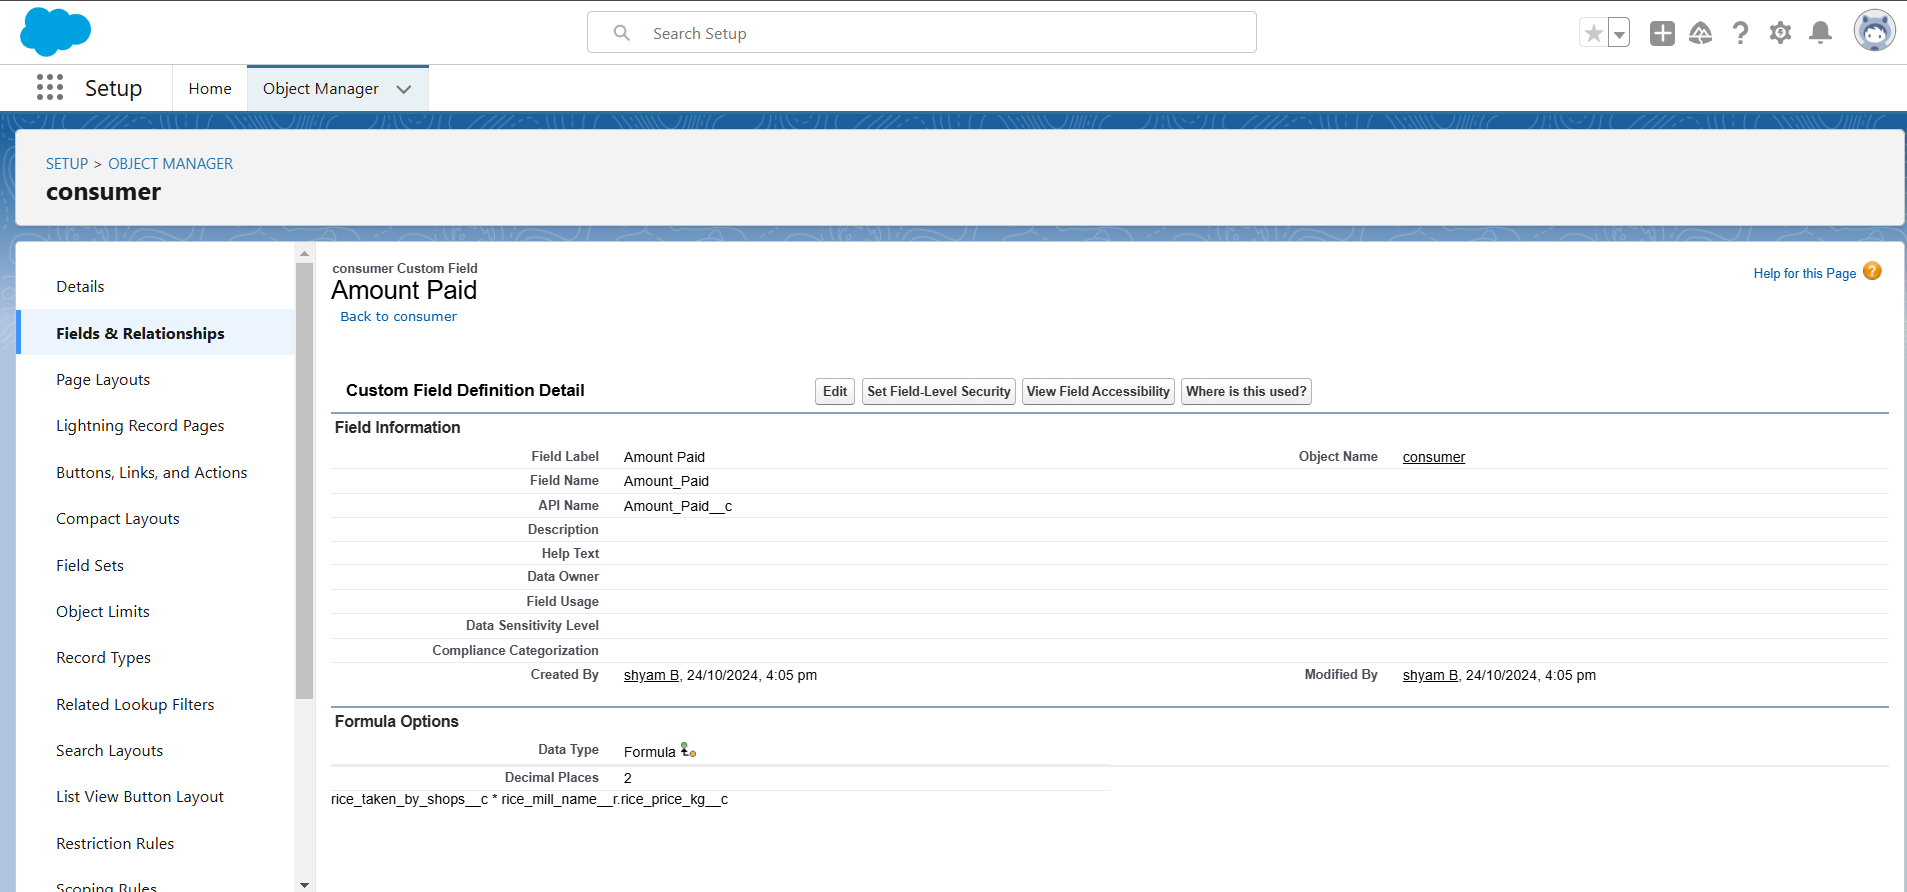 Search Setup
Setup
Home
Object Manager
SETUP > OBJECT MANAGER
consumer
Details
Fields & Relationships
Page Layouts
Lightning Record Pages
Buttons, Links, and Actions
Compact Layouts
Field Sets
Object Limits
Record Types
Related Lookup Filters
Search Layouts
List View Button Layout
Restriction Rules
Scoping Rules
consumer Custom Field
Amount Paid
Back to consumer
Help for this Page ?
Custom Field Definition Detail
Edit
Set Field-Level Security
View Field Accessibility
Where is this used?
Field Information
Field Label Amount Paid Object Name consumer
Field Name Amount_Paid
API Name Amount_Paid__c
Description
Help Text
Data Owner
Field Usage
Data Sensitivity Level
Compliance Categorization
Created By shyam B, 24/10/2024, 4:05 pm Modified By shyam B, 24/10/2024, 4:05 pm
Formula Options
Data Type Formula
Decimal Places 2
rice_taken_by_shops__c * rice_mill_name__r.rice_price_kg__c